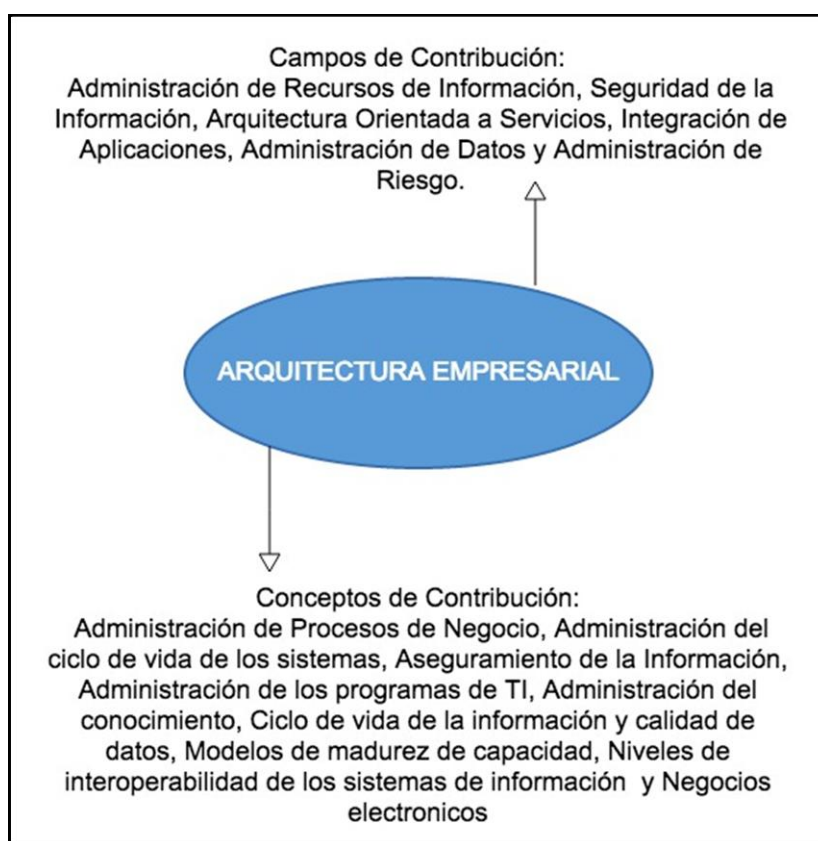 Campos de Contribución:
Administración de Recursos de Información, Seguridad de la
Información, Arquitectura Orientada a Servicios, Integración de
Aplicaciones, Administración de Datos y Administración de
Riesgo.
ARQUITECTURA EMPRESARIAL
Conceptos de Contribución:
Administración de Procesos de Negocio, Administración del
ciclo de vida de los sistemas, Aseguramiento de la Información,
Administración de los programas de TI, Administración del
conocimiento, Ciclo de vida de la información y calidad de
datos, Modelos de madurez de capacidad, Niveles de
interoperabilidad de los sistemas de información y Negocios
electronicos